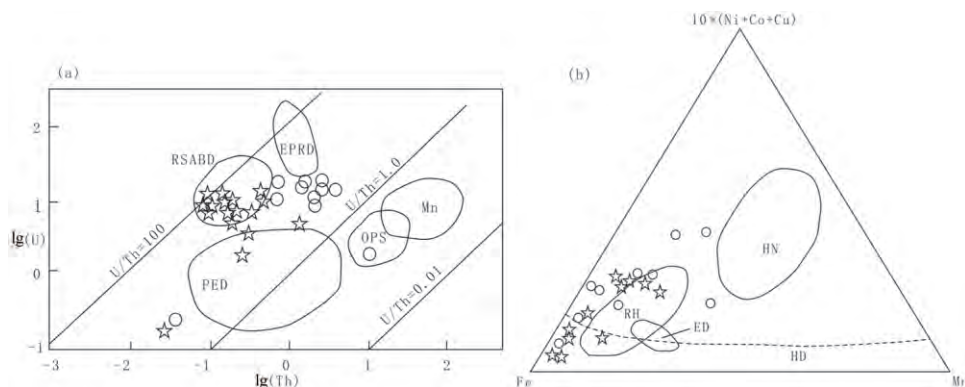 (a)
2
1
0
-1
lg(U)
RSABD
EPRD
U/Th=100
U/Th=1.0
Mn
OPS
PED
U/Th=0.01
-3
-2
-1
0
1
2
lg(Th)
10*(Ni+Co+Cu)
(b)
HN
RH
ED
HD
Fe
Mn